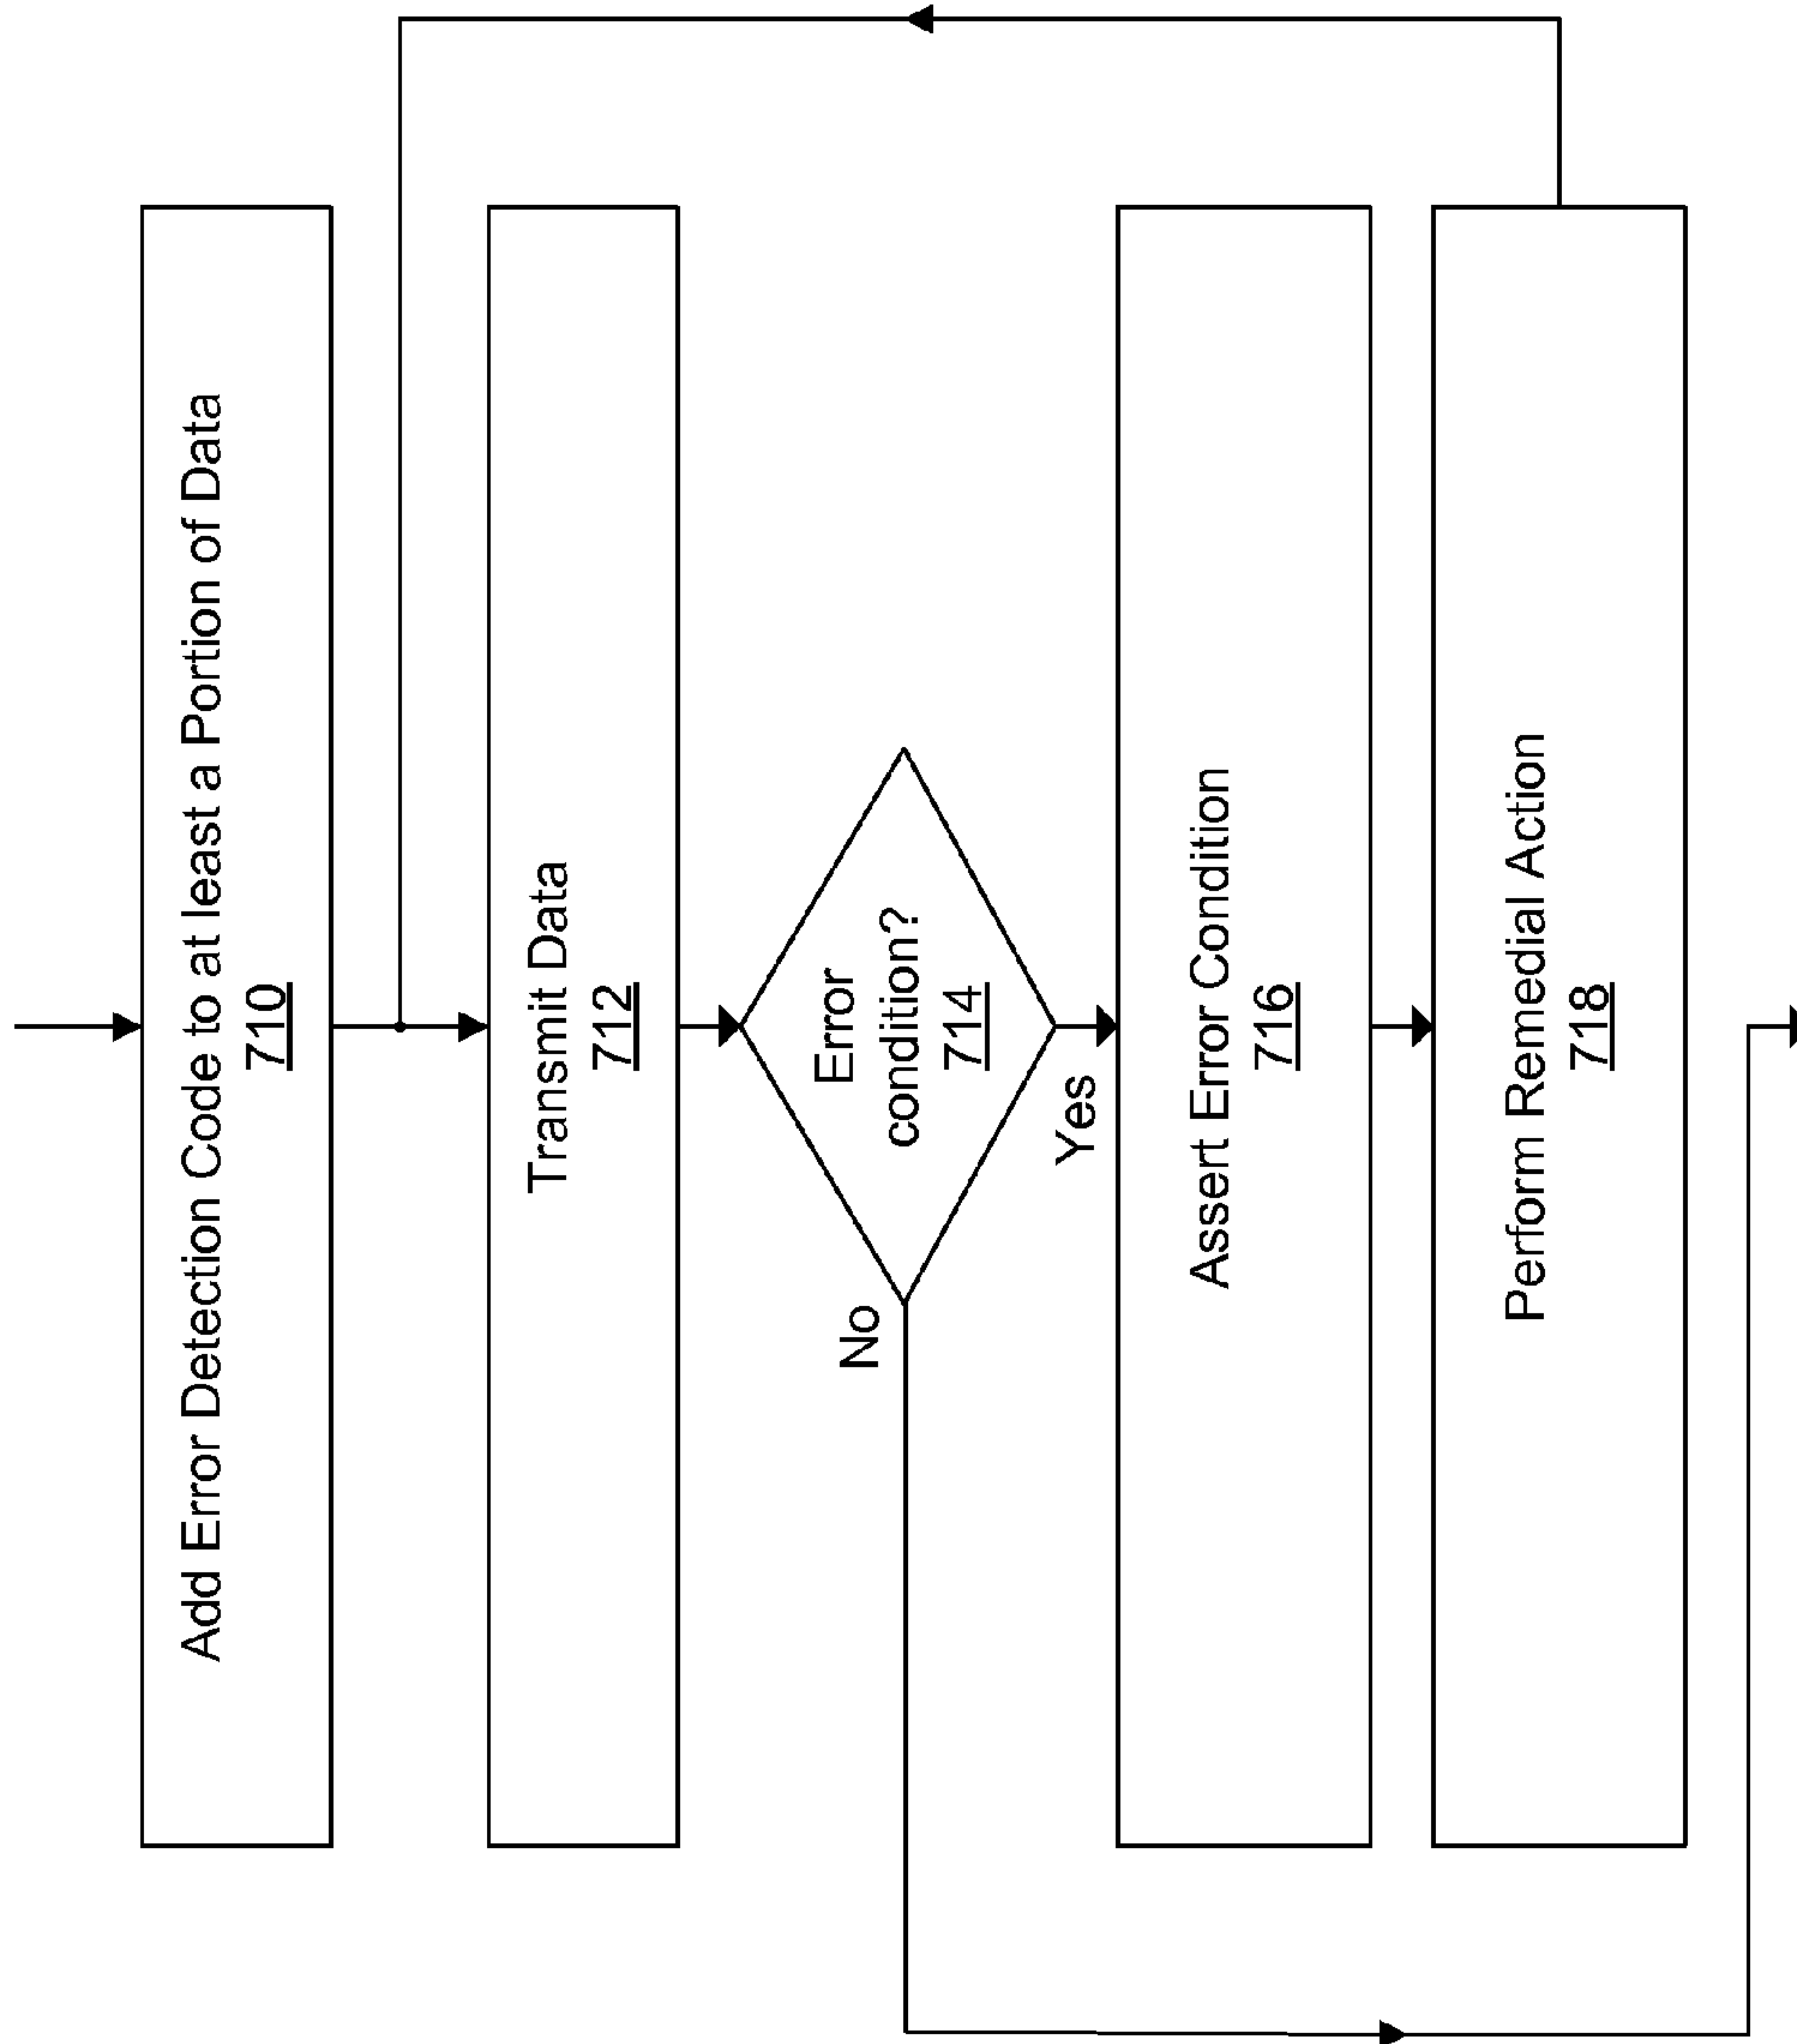 Add Error Detection Code to at least a Portion of Data
710
Transmit Data
712
Error
condition?
714
No
Yes
Assert Error Condition
716
Perform Remedial Action
718